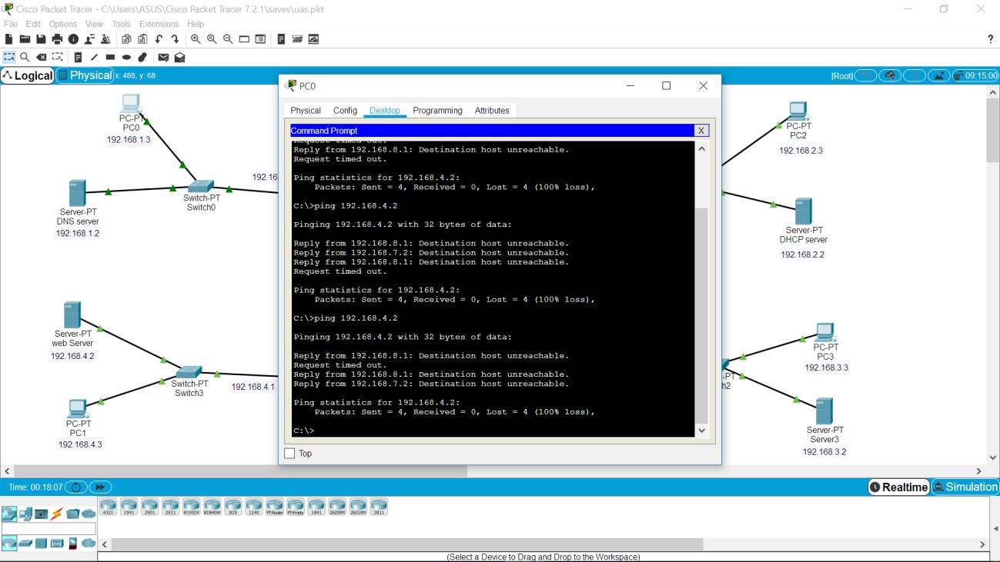 Cisco Packet Tracer - C:\Users\ASUS\Cisco Packet Tracer 7.2.1\saves\uas.pkt
File Edit Options View Tools Extensions Help
?
Logical Physical x: 488, y: 68
[Root] 09:15:00
PC0
Physical Config Desktop Programming Attributes
Command Prompt X
Request timed out.
Reply from 192.168.8.1: Destination host unreachable.
Request timed out.
Ping statistics for 192.168.4.2:
Packets: Sent = 4, Received = 0, Lost = 4 (100% loss),
C:\>ping 192.168.4.2
Pinging 192.168.4.2 with 32 bytes of data:
Reply from 192.168.8.1: Destination host unreachable.
Reply from 192.168.7.2: Destination host unreachable.
Reply from 192.168.8.1: Destination host unreachable.
Request timed out.
Ping statistics for 192.168.4.2:
Packets: Sent = 4, Received = 0, Lost = 4 (100% loss),
C:\>ping 192.168.4.2
Pinging 192.168.4.2 with 32 bytes of data:
Reply from 192.168.8.1: Destination host unreachable.
Request timed out.
Reply from 192.168.8.1: Destination host unreachable.
Reply from 192.168.7.2: Destination host unreachable.
Ping statistics for 192.168.4.2:
Packets: Sent = 4, Received = 0, Lost = 4 (100% loss),
C:\>
Top
PC-PT
PC0
192.168.1.3
192.16
Switch-PT
Switch0
Server-PT
DNS server
192.168.1.2
Server-PT
web Server
192.168.4.2
Switch-PT
Switch3
192.168.4.1
PC-PT
PC1
192.168.4.3
PC-PT
PC2
192.168.2.3
Server-PT
DHCP server
192.168.2.2
PC-PT
PC3
192.168.3.3
-PT
h2
Server-PT
Server3
192.168.3.2
Time: 00:18:07
Realtime Simulation
4321 1941 2901 2911 819IOX 819HGW 829 1240 PT-Router PT-Empty 1841 2620XM 2621XM 2811
(Select a Device to Drag and Drop to the Workspace)